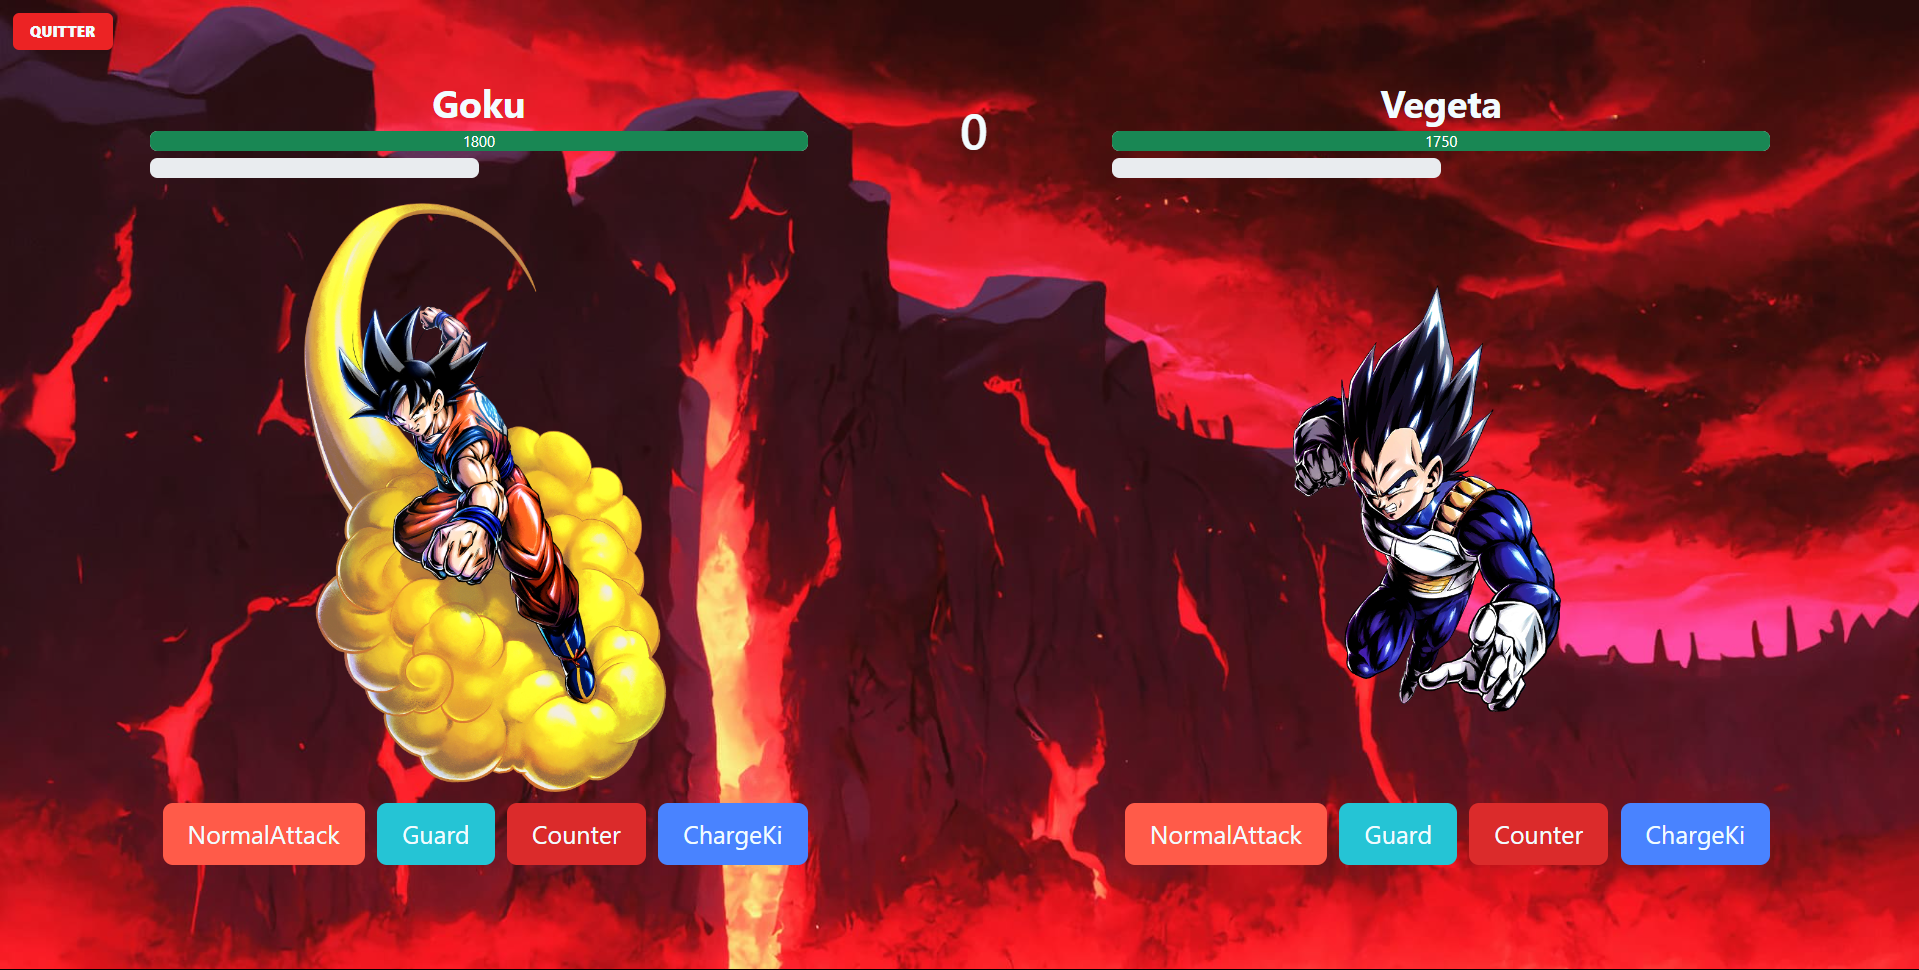 QUITTER
Goku
1800
0
Vegeta
1750
NormalAttack
Guard
Counter
ChargeKi
NormalAttack
Guard
Counter
ChargeKi